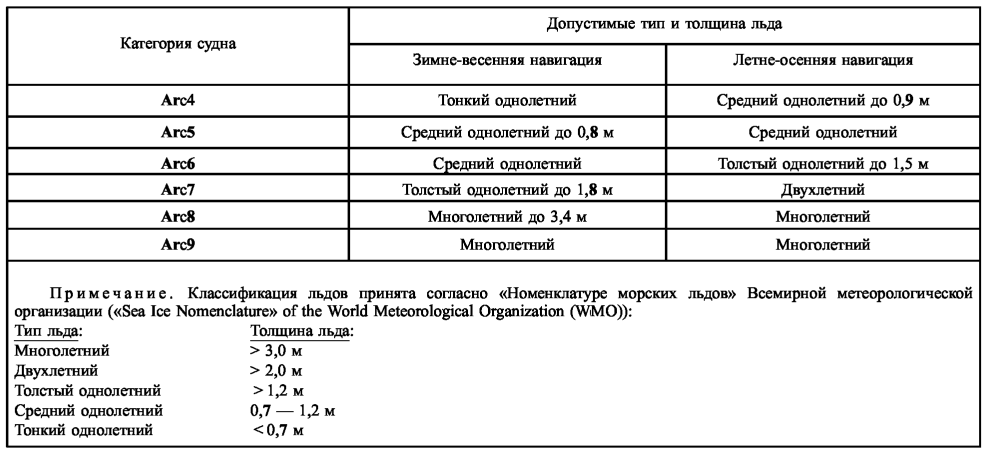 Категория судна
Допустимые тип и толщина льда
Зимне-весенняя навигация Летне-осенняя навигация
Arc4 Тонкий однолетний Средний однолетний до 0,9 м
Arc5 Средний однолетний до 0,8 м Средний однолетний
Arc6 Средний однолетний Толстый однолетний до 1,5 м
Arc7 Толстый однолетний до 1,8 м Двухлетний
Arc8 Многолетний до 3,4 м Многолетний
Arc9 Многолетний Многолетний
Примечание. Классификация льдов принята согласно «Номенклатуре морских льдов» Всемирной метеорологической
организации («Sea Ice Nomenclature» of the World Meteorological Organization (WMO)):
Тип льда: Толщина льда:
Многолетний > 3,0 м
Двухлетний > 2,0 м
Толстый однолетний > 1,2 м
Средний однолетний 0,7 — 1,2 м
Тонкий однолетний < 0,7 м